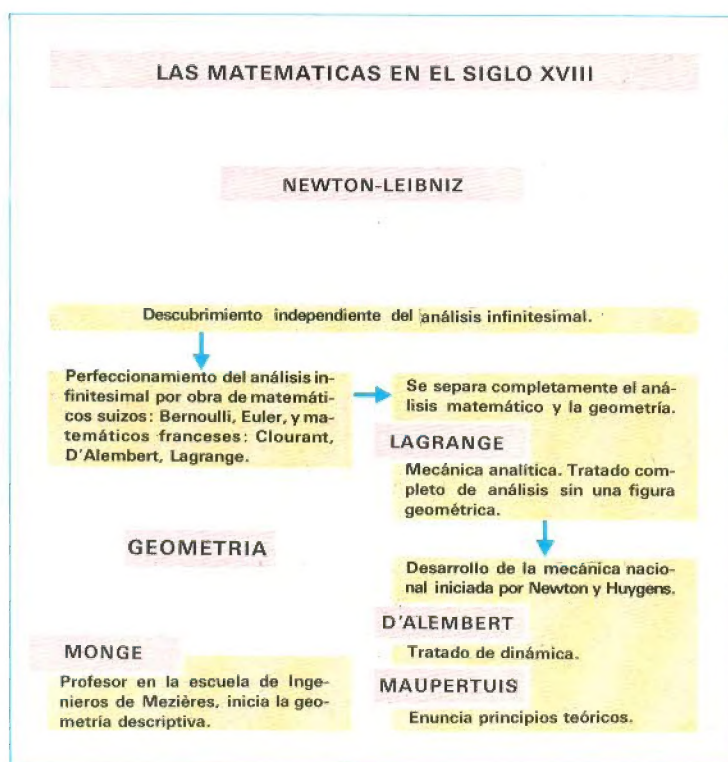 LAS MATEMATICAS EN EL SIGLO XVIII
NEWTON-LEIBNIZ
Descubrimiento independiente del análisis infinitesimal.
Perfeccionamiento del análisis in-
finitesimal por obra de matemáti-
cos suizos: Bernoulli, Euler, y ma-
temáticos franceses: Clourant,
D'Alembert, Lagrange.
Se separa completamente el aná-
lisis matemático y la geometría.
LAGRANGE
Mecánica analítica. Tratado com-
pleto de análisis sin una figura
geométrica.
GEOMETRIA
Desarrollo de la mecánica nacio-
nal iniciada por Newton y Huygens.
D'ALEMBERT
Tratado de dinámica.
MONGE
Profesor en la escuela de Inge-
nieros de Mezières, inicia la geo-
metría descriptiva.
MAUPERTUIS
Enuncia principios teóricos.